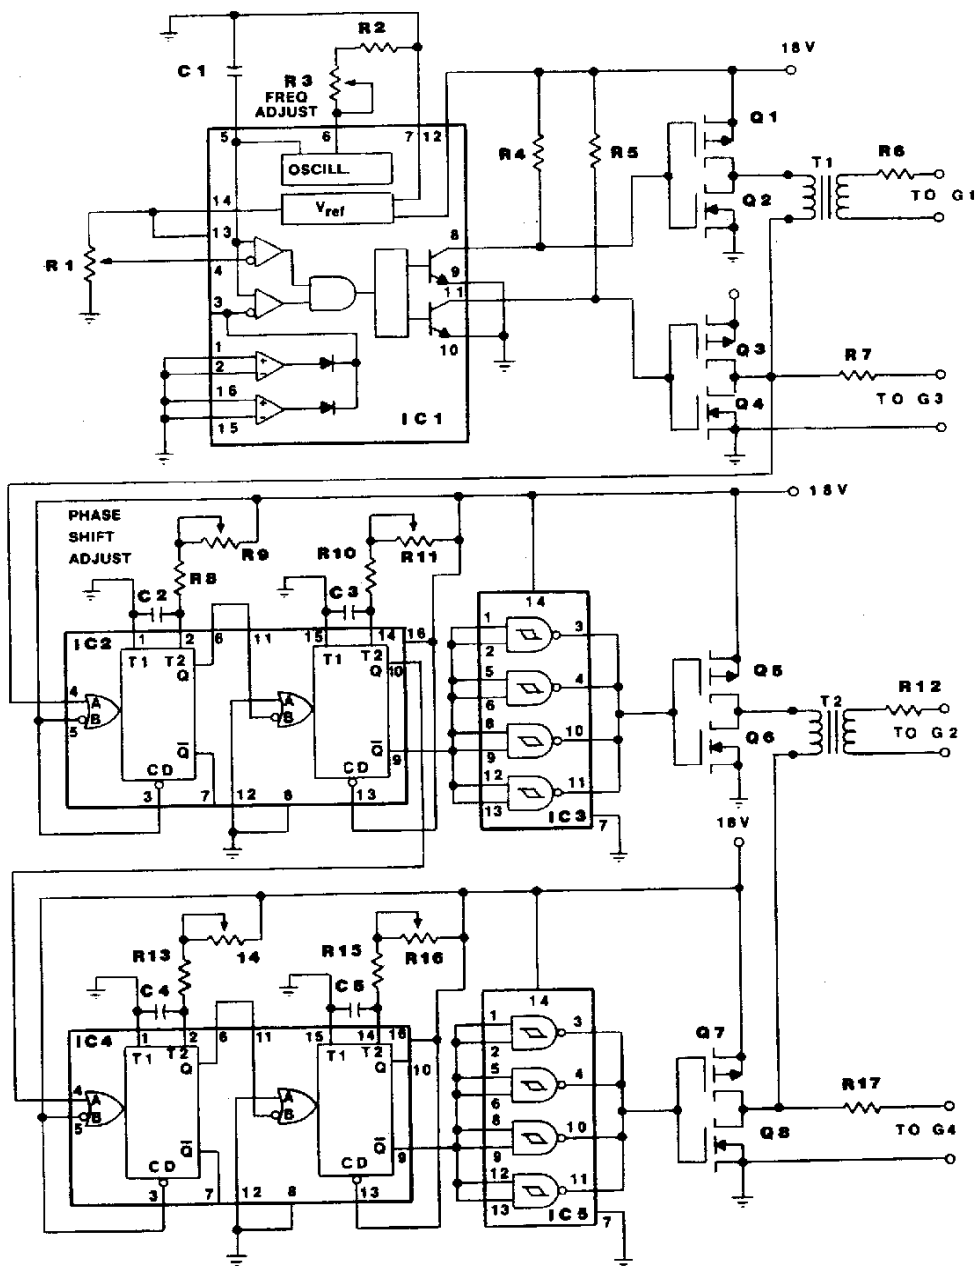 R2
18V
C1
R3
FREQ
ADJUST
Q1
5
6
7
12
R4
R5
T1
R6
OSCILL.
TO G1
14
Vref
Q2
13
8
R1
4
9
11
3
10
Q3
R7
1
2
Q4
TO G3
16
15
IC1
18V
PHASE
SHIFT
ADJUST
R9
R10
R11
R8
C2
C3
14
IC2
1
2
6
11
15
14
16
1
3
2
T1
T2
T1
T2
Q
Q
10
Q5
5
4
6
R12
T2
4
A
B
5
A
B
8
10
Q6
TO G2
9
Q
Q
9
CD
CD
12
11
13
3
7
12
8
13
IC3
7
18V
R13
14
R15
R16
C4
C5
14
IC4
1
2
6
11
15
14
16
1
3
2
Q7
T1
T2
T1
T2
Q
Q
10
5
4
6
R17
4
A
B
5
A
B
8
10
Q8
TO G4
9
Q
Q
9
CD
CD
12
11
13
3
7
12
8
13
IC5
7